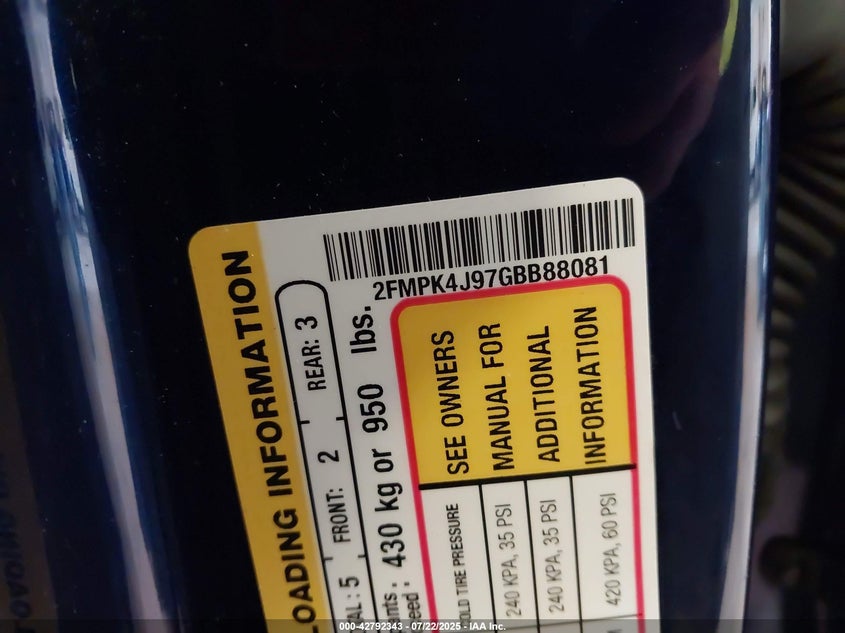 LOADING INFORMATION
AL : 5 FRONT: 2 REAR: 3
nts : 430 kg or 950 lbs.
eed :
2FMPK4J97GBB88081
OLD TIRE PRESSURE
240 KPA, 35 PSI
240 KPA, 35 PSI
420 KPA, 60 PSI
SEE OWNERS
MANUAL FOR
ADDITIONAL
INFORMATION
000-42792343 - 07/22/2025 - IAA Inc.